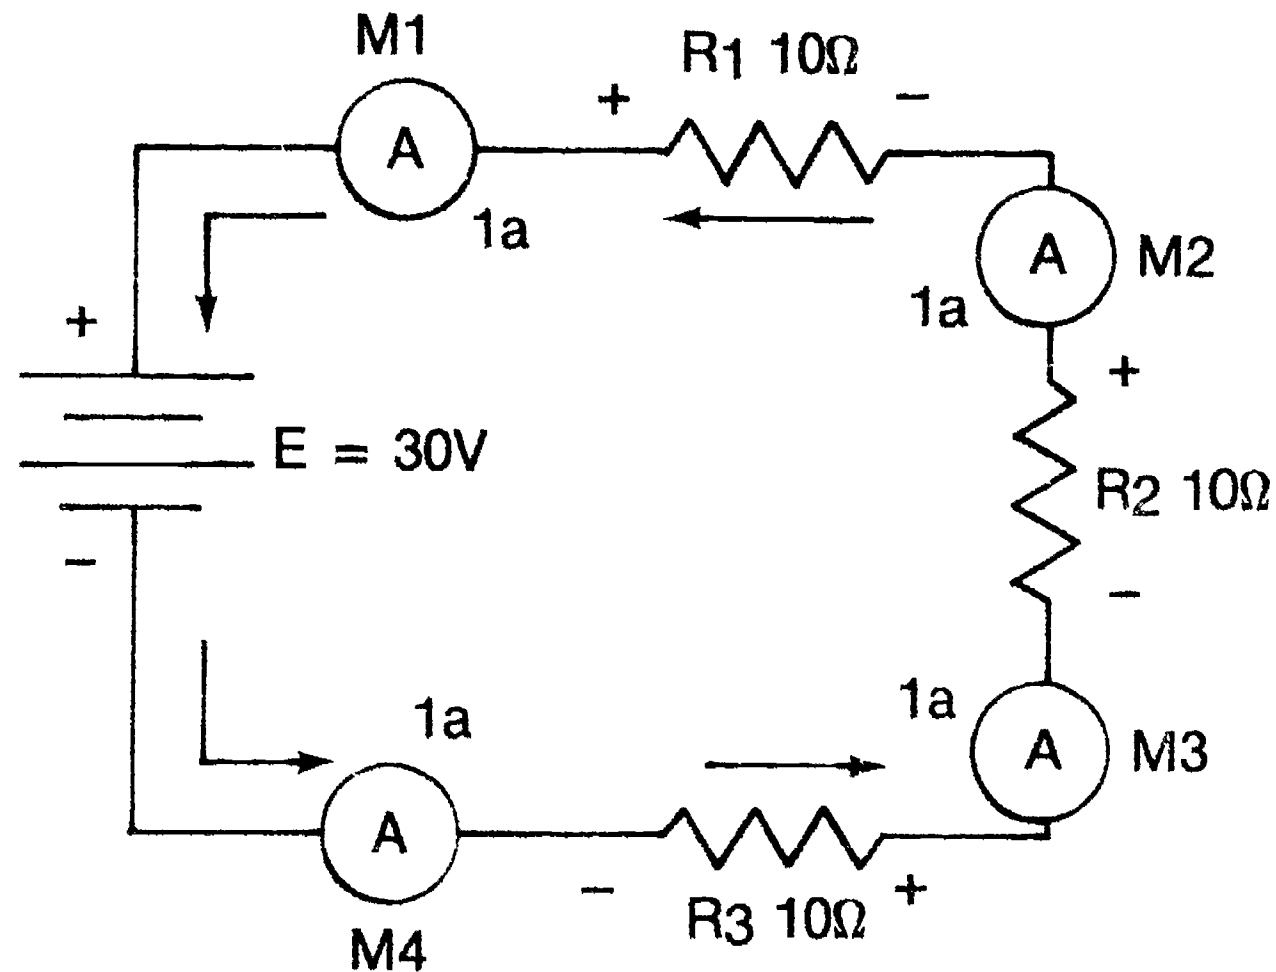 M1
R1 10Ω
+
−
A
1a
A
M2
1a
+
+
E = 30V
R2 10Ω
−
−
1a
1a
A
M3
A
−
+
R3 10Ω
M4